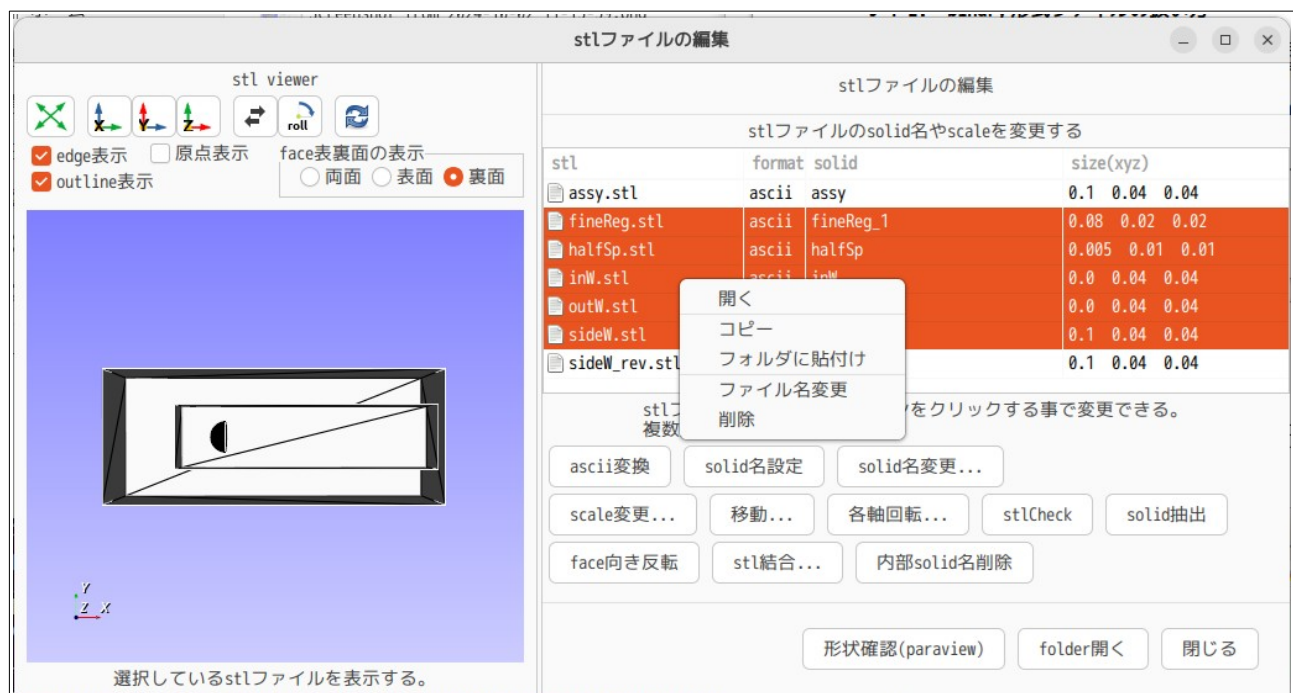 stlファイルの編集
stl viewer
X Y Z roll
edge表示 原点表示 face表裏面の表示
outline表示 両面 表面 裏面
Y
Z X
選択しているstlファイルを表示する。
stlファイルの編集
stlファイルのsolid名やscaleを変更する
stl format solid size(xyz)
assy.stl ascii assy 0.1 0.04 0.04
fineReg.stl ascii fineReg_1 0.08 0.02 0.02
halfSp.stl ascii halfSp 0.005 0.01 0.01
inW.stl ascii inW 0.0 0.04 0.04
outW.stl 0.0 0.04 0.04
sideW.stl 0.1 0.04 0.04
sideW_rev.stl 0.1 0.04 0.04
開く
コピー
フォルダに貼付け
ファイル名変更
削除
stl をクリックする事で変更できる。
複数
ascii変換 solid名設定 solid名変更...
scale変更... 移動... 各軸回転... stlCheck solid抽出
face向き反転 stl結合... 内部solid名削除
形状確認(paraview) folder開く 閉じる